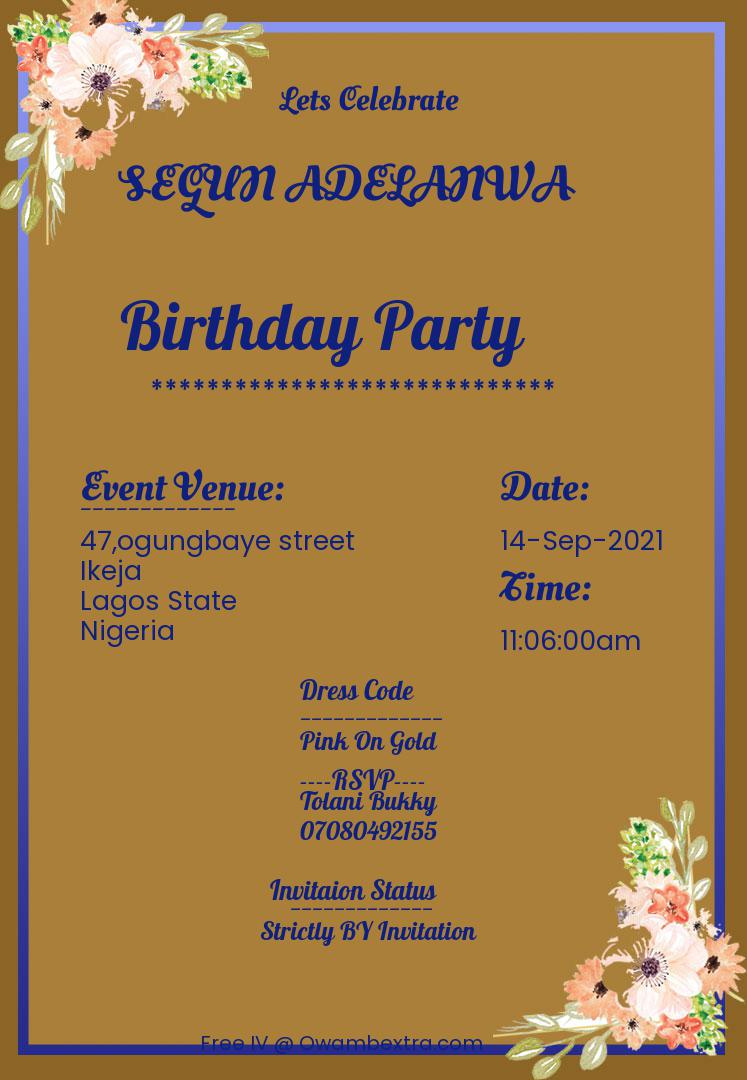 Lets Celebrate
SEGUN ADELANWA
Birthday Party
*****************************
Event Venue:
-------------
47,ogungbaye street
Ikeja
Lagos State
Nigeria
Date:
14-Sep-2021
Time:
11:06:00am
Dress Code
-------------
Pink On Gold
----RSVP----
Tolani Bukky
07080492155
Invitaion Status
-------------
Strictly BY Invitation
Free IV @ Owambextra.com